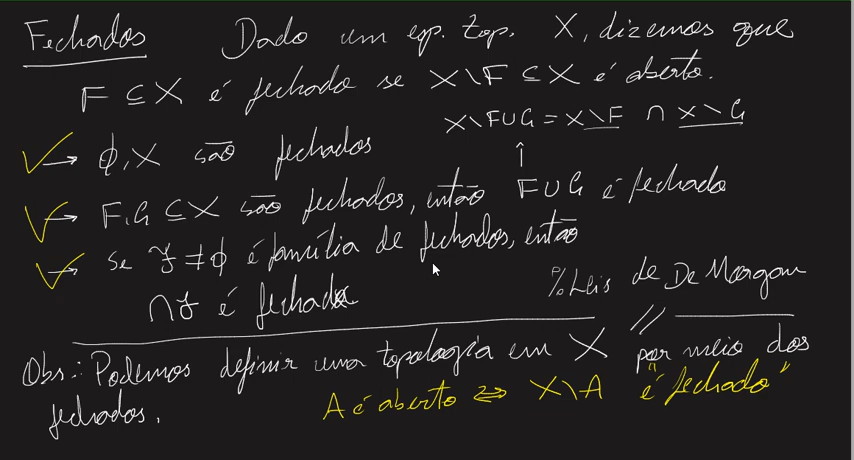 Fechados Dado um esp. top. X, dizemos que
F ⊆ X é fechado se X∖F ⊆ X é aberto.
X∖F∪G = X∖F ∩ X∖G
↑
✓→ ∅, X são fechados
✓→ F, G ⊆ X são fechados, então F∪G é fechado
✓→ se ℱ ≠ ∅ é família de fechados, então
∩ℱ é fechado
%Leis de De Morgan
//
Obs.: Podemos definir uma topologia em X por meio dos
fechados.
A é aberto ⇔ X∖A "é fechado"